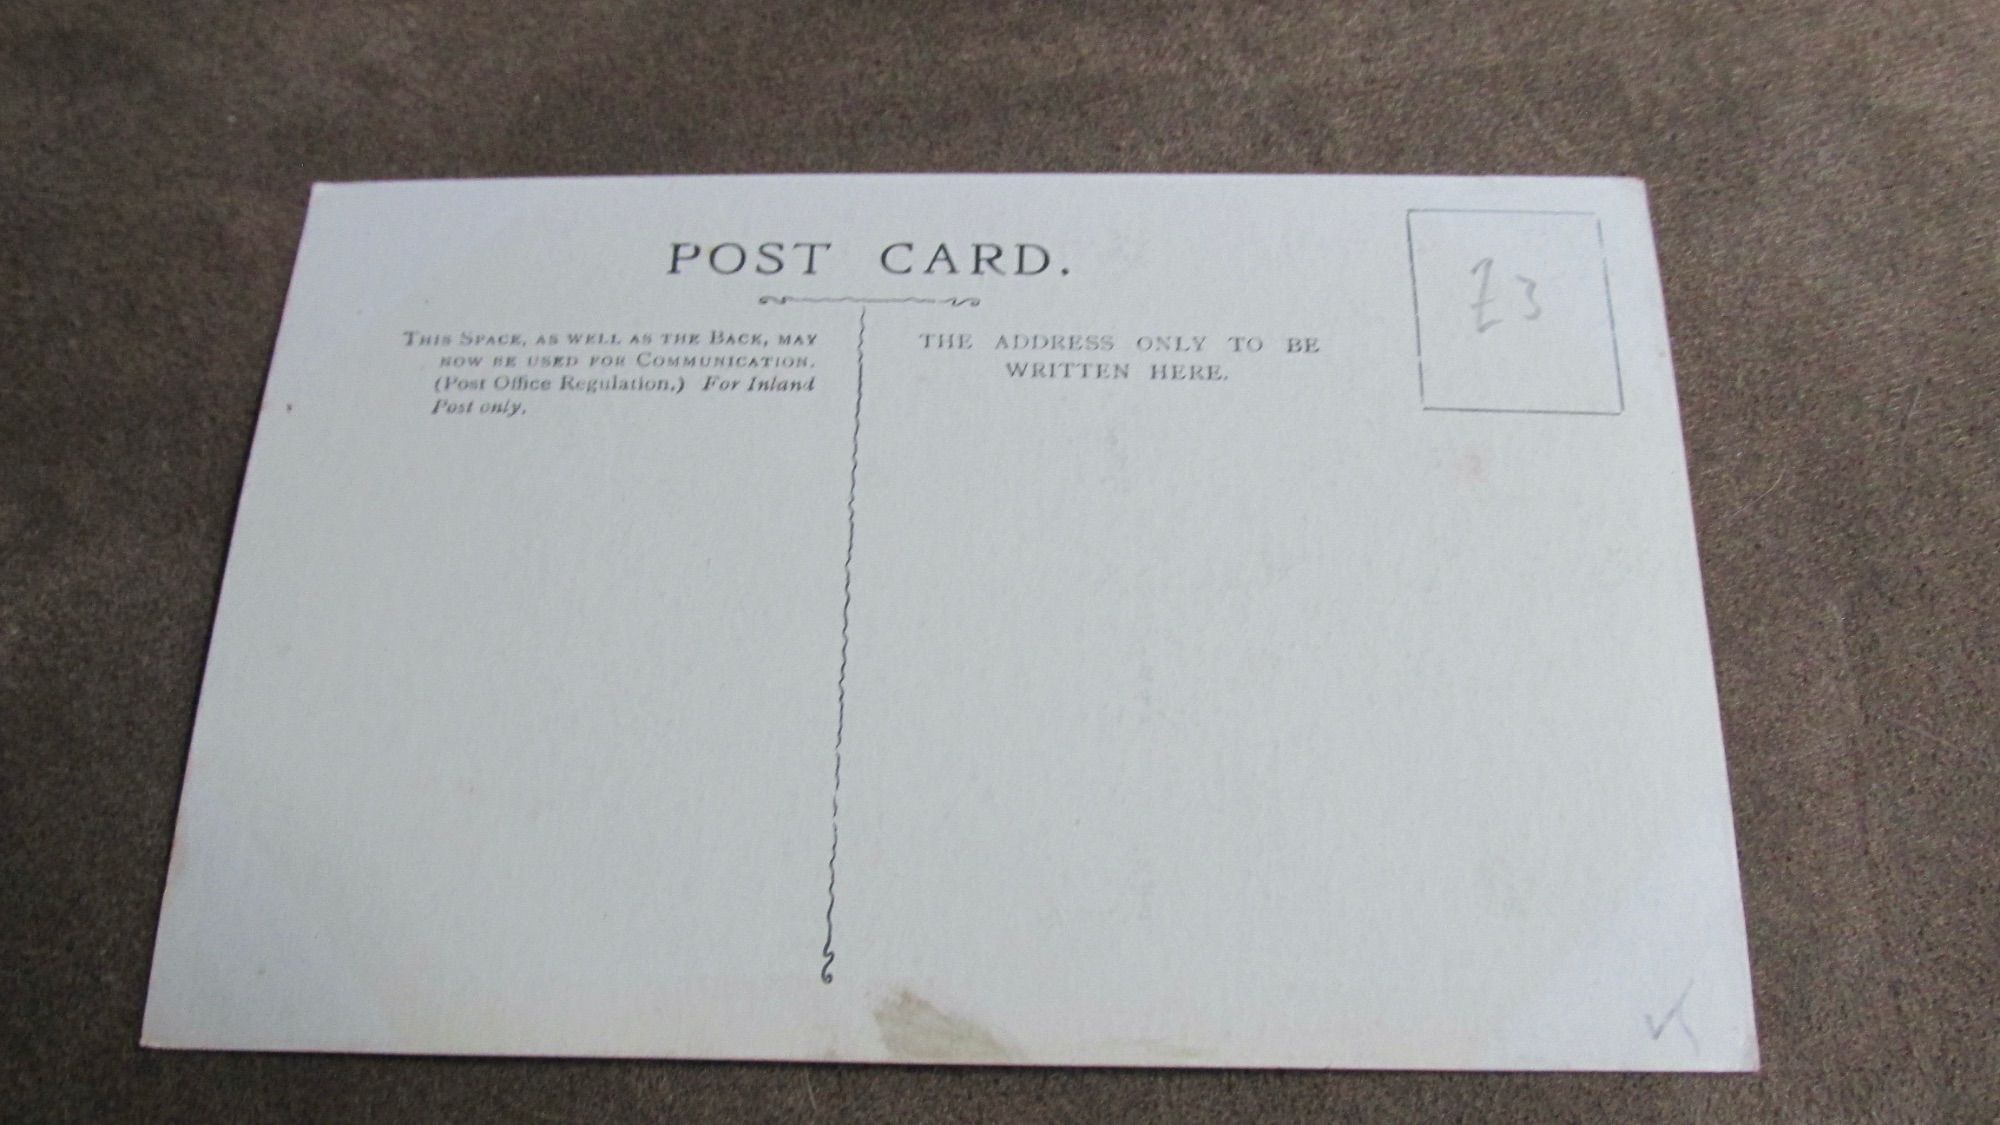 POST CARD.
THIS SPACE, AS WELL AS THE BACK, MAY
NOW BE USED FOR COMMUNICATION.
(Post Office Regulation.) For Inland
Post only.
THE ADDRESS ONLY TO BE
WRITTEN HERE.
£3